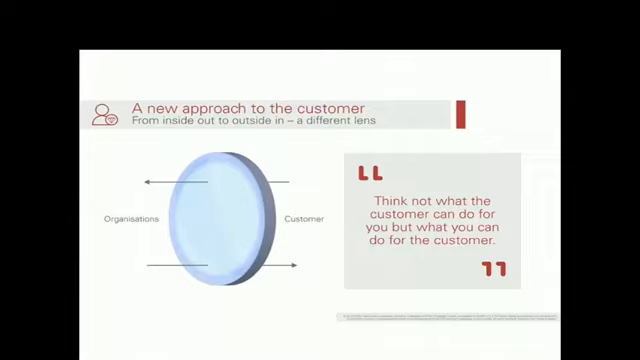 A new approach to the customer
From inside out to outside in – a different lens
Organisations
Customer
Think not what the
customer can do for
you but what you can
do for the customer.